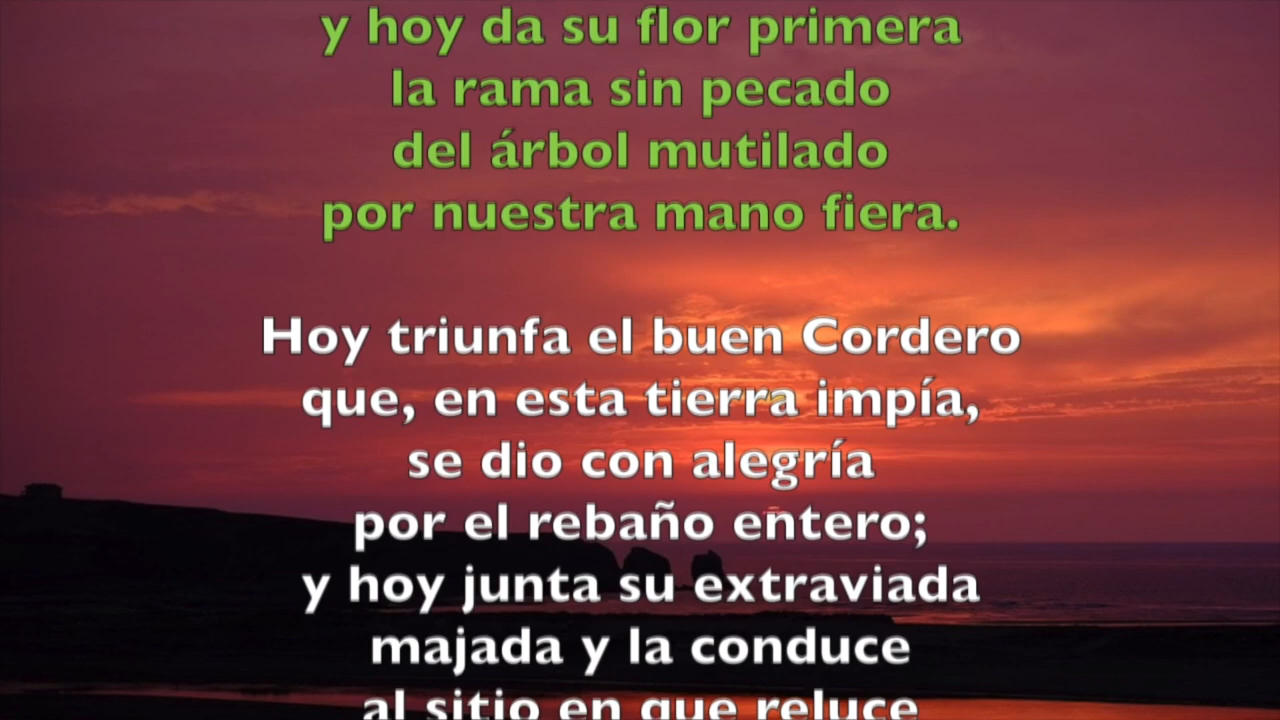 y hoy da su flor primera
la rama sin pecado
del árbol mutilado
por nuestra mano fiera.
Hoy triunfa el buen Cordero
que, en esta tierra impía,
se dio con alegría
por el rebaño entero;
y hoy junta su extraviada
majada y la conduce
al sitio en que reluce